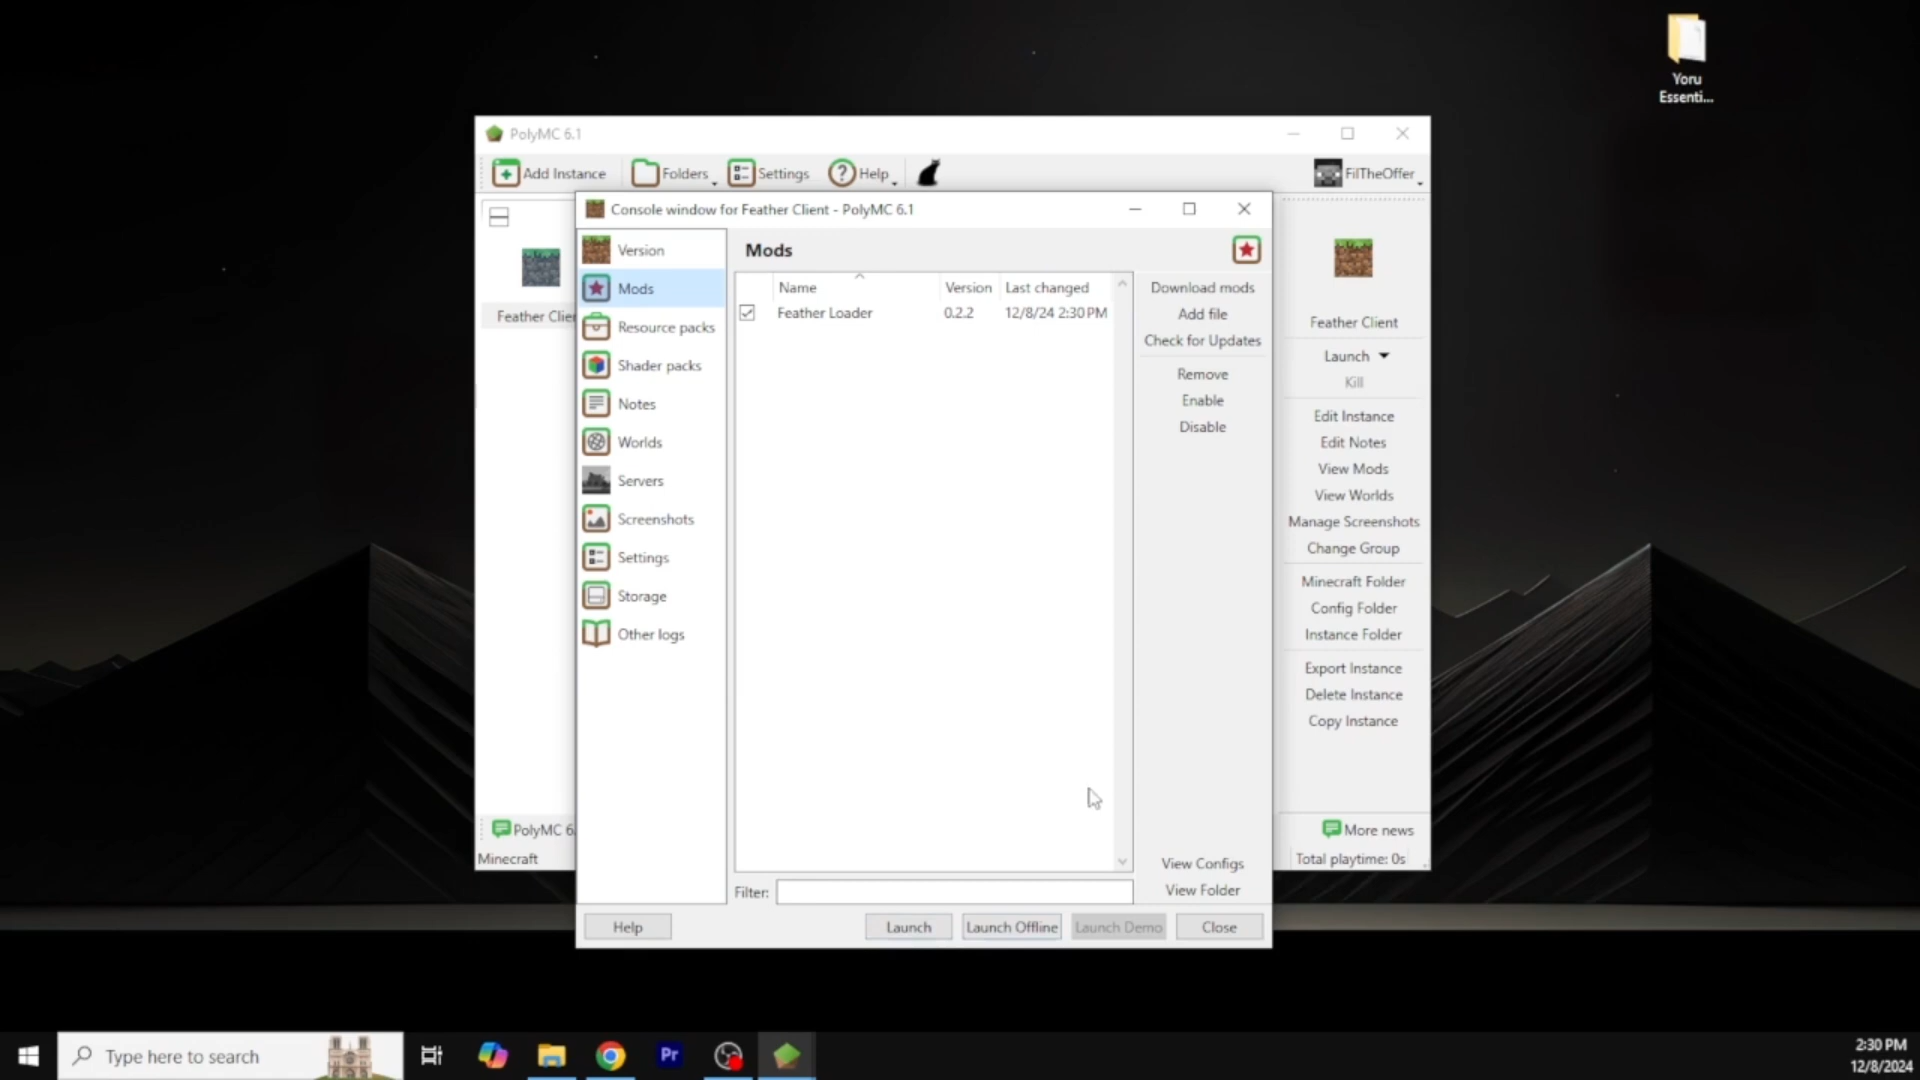 Yoru
Essenti...
PolyMC 6.1
Add Instance
Folders
Settings
Help
FilTheOffer
Console window for Feather Client - PolyMC 6.1
Feather Clien
Version
Mods
Resource packs
Shader packs
Notes
Worlds
Servers
Screenshots
Settings
Storage
Other logs
Mods
Name
Version
Last changed
Feather Loader
0.2.2
12/8/24 2:30 PM
Download mods
Add file
Check for Updates
Remove
Enable
Disable
View Configs
View Folder
Filter:
Help
Launch
Launch Offline
Launch Demo
Close
Feather Client
Launch
Kill
Edit Instance
Edit Notes
View Mods
View Worlds
Manage Screenshots
Change Group
Minecraft Folder
Config Folder
Instance Folder
Export Instance
Delete Instance
Copy Instance
PolyMC 6.
More news
Minecraft
Total playtime: 0s
Type here to search
Pr
2:30 PM
12/8/2024